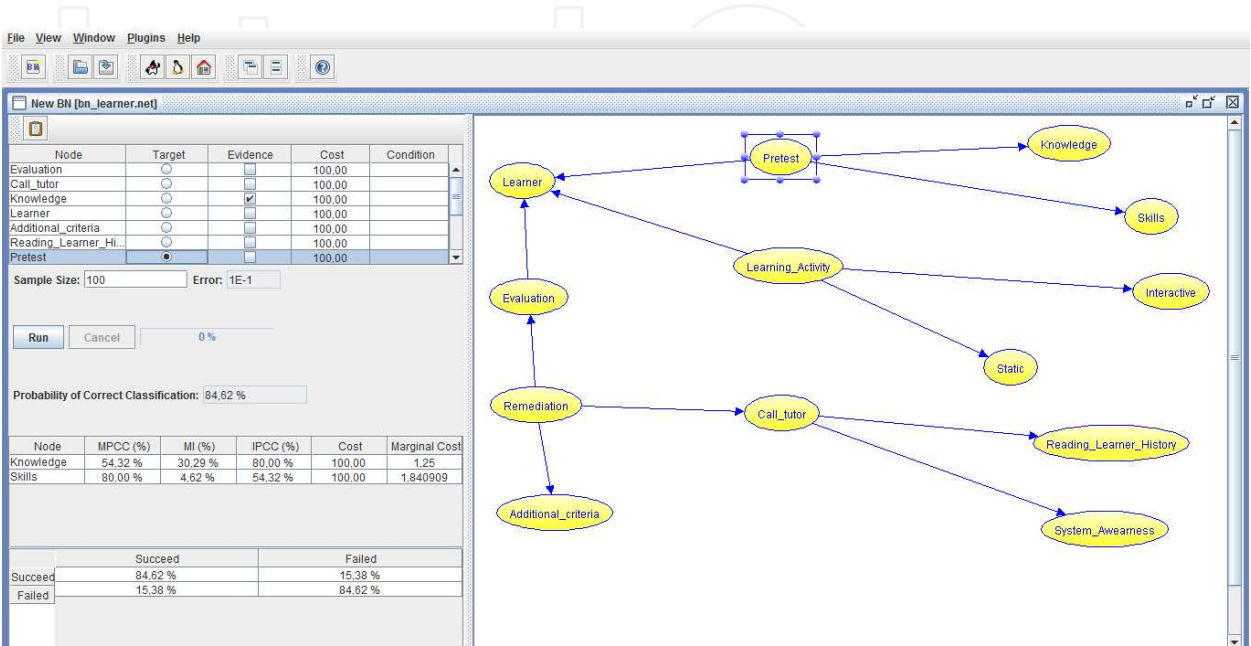 File View Window Plugins Help
BN
New BN [bn_learner.net]
Node Target Evidence Cost Condition
Evaluation 100,00
Call_tutor 100,00
Knowledge 100,00
Learner 100,00
Additional_criteria 100,00
Reading_Learner_Hi... 100,00
Pretest 100,00
Sample Size: 100 Error: 1E-1
Run Cancel 0 %
Probability of Correct Classification: 84,62 %
Node MPCC (%) MI (%) IPCC (%) Cost Marginal Cost
Knowledge 54,32 % 30,29 % 80,00 % 100,00 1,25
Skills 80,00 % 4,62 % 54,32 % 100,00 1,840909
Succeed Failed
Succeed 84,62 % 15,38 %
Failed 15,38 % 84,62 %
Pretest
Knowledge
Learner
Skills
Learning_Activity
Evaluation
Interactive
Static
Remediation
Call_tutor
Reading_Learner_History
Additional_criteria
System_Awearness